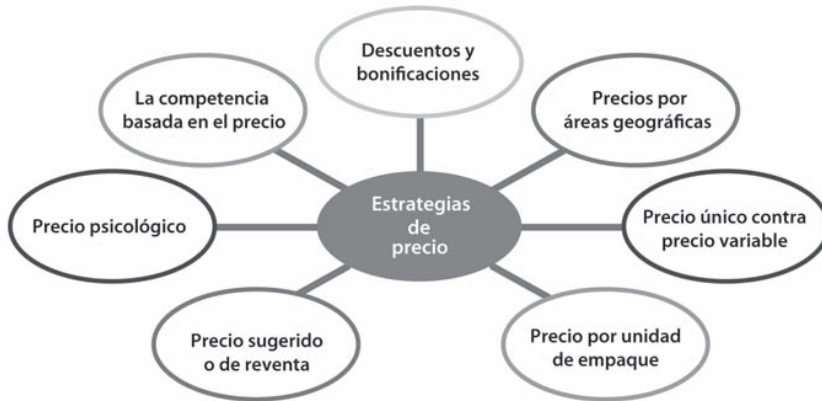 Descuentos y
bonificaciones
La competencia
basada en el precio
Precios por
áreas geográficas
Precio psicológico
Estrategias
de
precio
Precio único contra
precio variable
Precio sugerido
o de reventa
Precio por unidad
de empaque